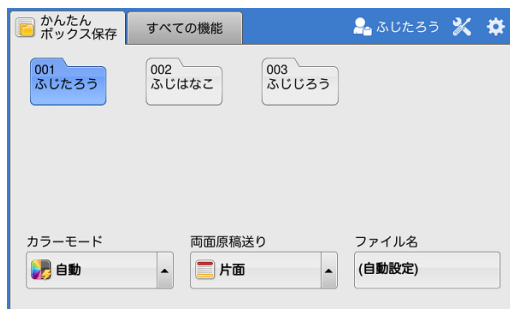 かんたん
ボックス保存
すべての機能
ふじたろう
001
ふじたろう
002
ふじはなこ
003
ふじじろう
カラーモード
両面原稿送り
ファイル名
自動
片面
(自動設定)